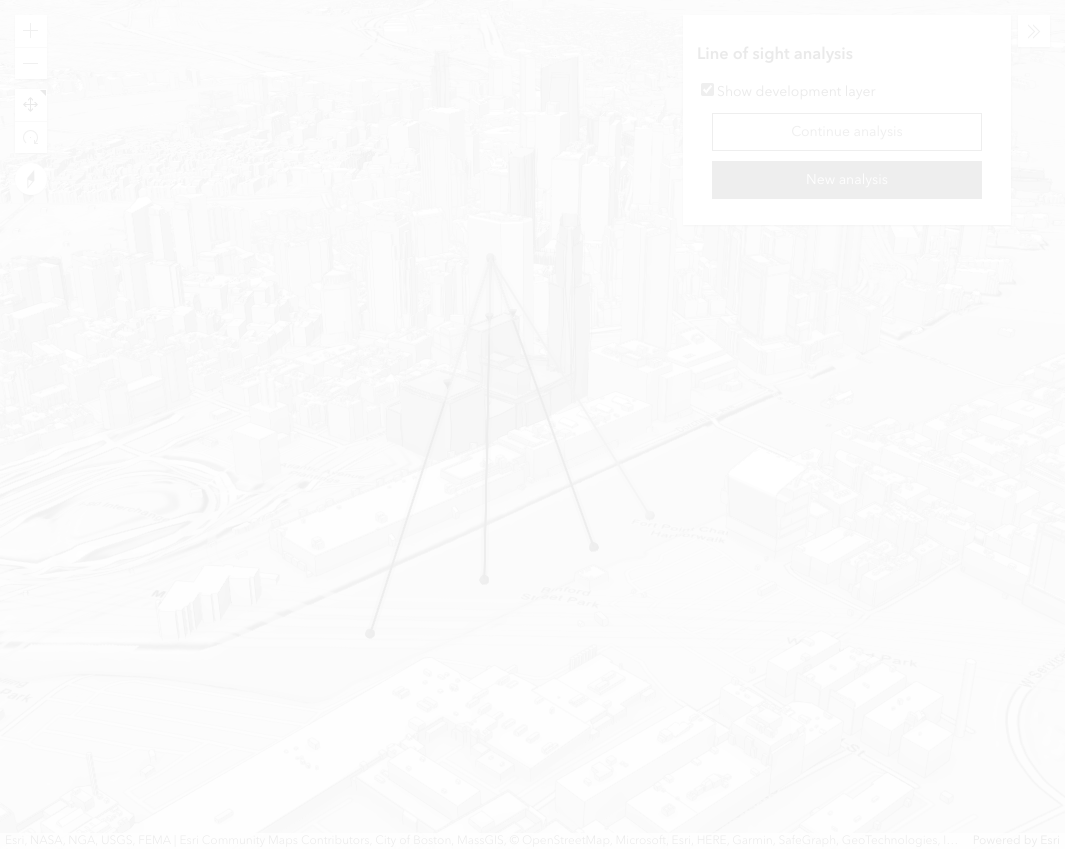 Line of sight analysis
Show development layer
Continue analysis
New analysis
Esri, NASA, NGA, USGS, FEMA | Esri Community Maps Contributors, City of Boston, MassGIS, © OpenStreetMap, Microsoft, Esri, HERE, Garmin, SafeGraph, GeoTechnologies, I...
Powered by Esri